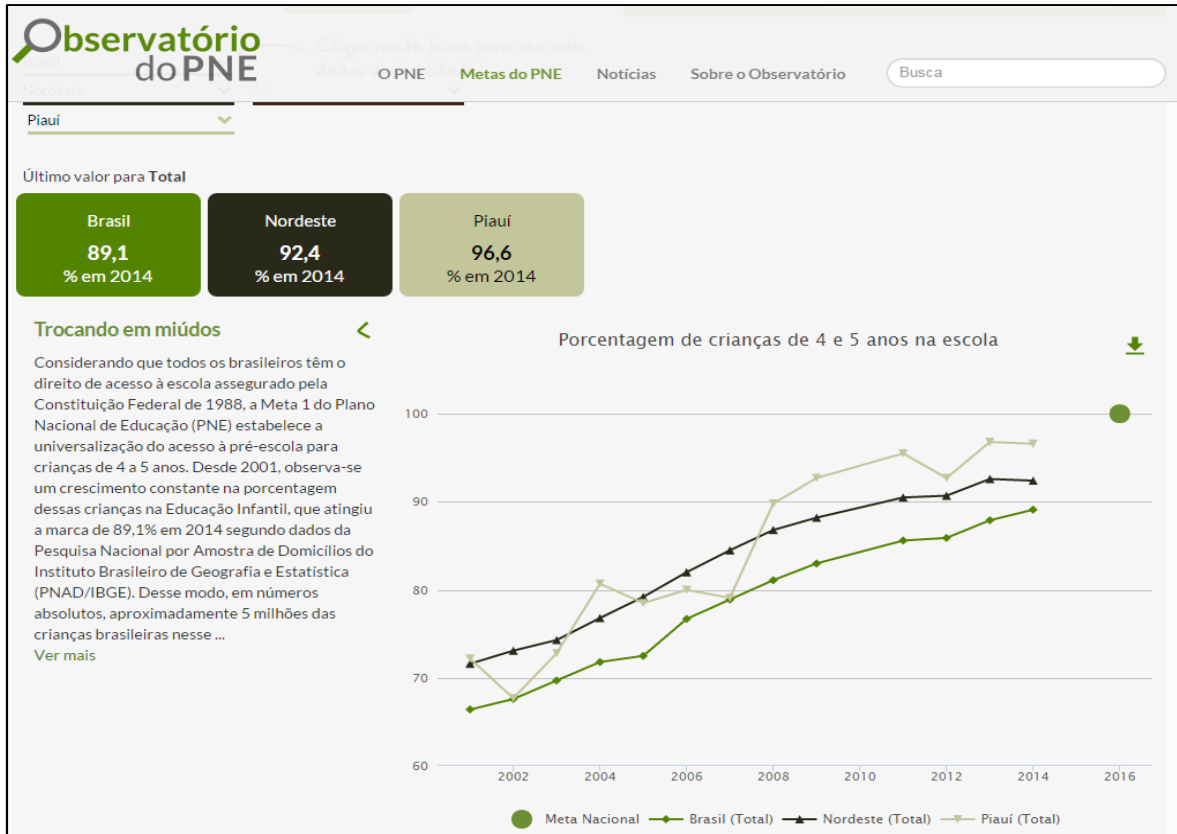 Observatório
do PNE
O PNE Metas do PNE Notícias Sobre o Observatório Busca
Clique neste ícone para ver mais
Brasil
Nordeste
Piauí
Último valor para Total
Brasil
89,1
% em 2014
Nordeste
92,4
% em 2014
Piauí
96,6
% em 2014
Trocando em miúdos
Considerando que todos os brasileiros têm o
direito de acesso à escola assegurado pela
Constituição Federal de 1988, a Meta 1 do Plano
Nacional de Educação (PNE) estabelece a
universalização do acesso à pré-escola para
crianças de 4 a 5 anos. Desde 2001, observa-se
um crescimento constante na porcentagem
dessas crianças na Educação Infantil, que atingiu
a marca de 89,1% em 2014 segundo dados da
Pesquisa Nacional por Amostra de Domicílios do
Instituto Brasileiro de Geografia e Estatística
(PNAD/IBGE). Desse modo, em números
absolutos, aproximadamente 5 milhões das
crianças brasileiras nesse ...
Ver mais
Porcentagem de crianças de 4 e 5 anos na escola
100
90
80
70
60
2002 2004 2006 2008 2010 2012 2014 2016
Meta Nacional Brasil (Total) Nordeste (Total) Piauí (Total)